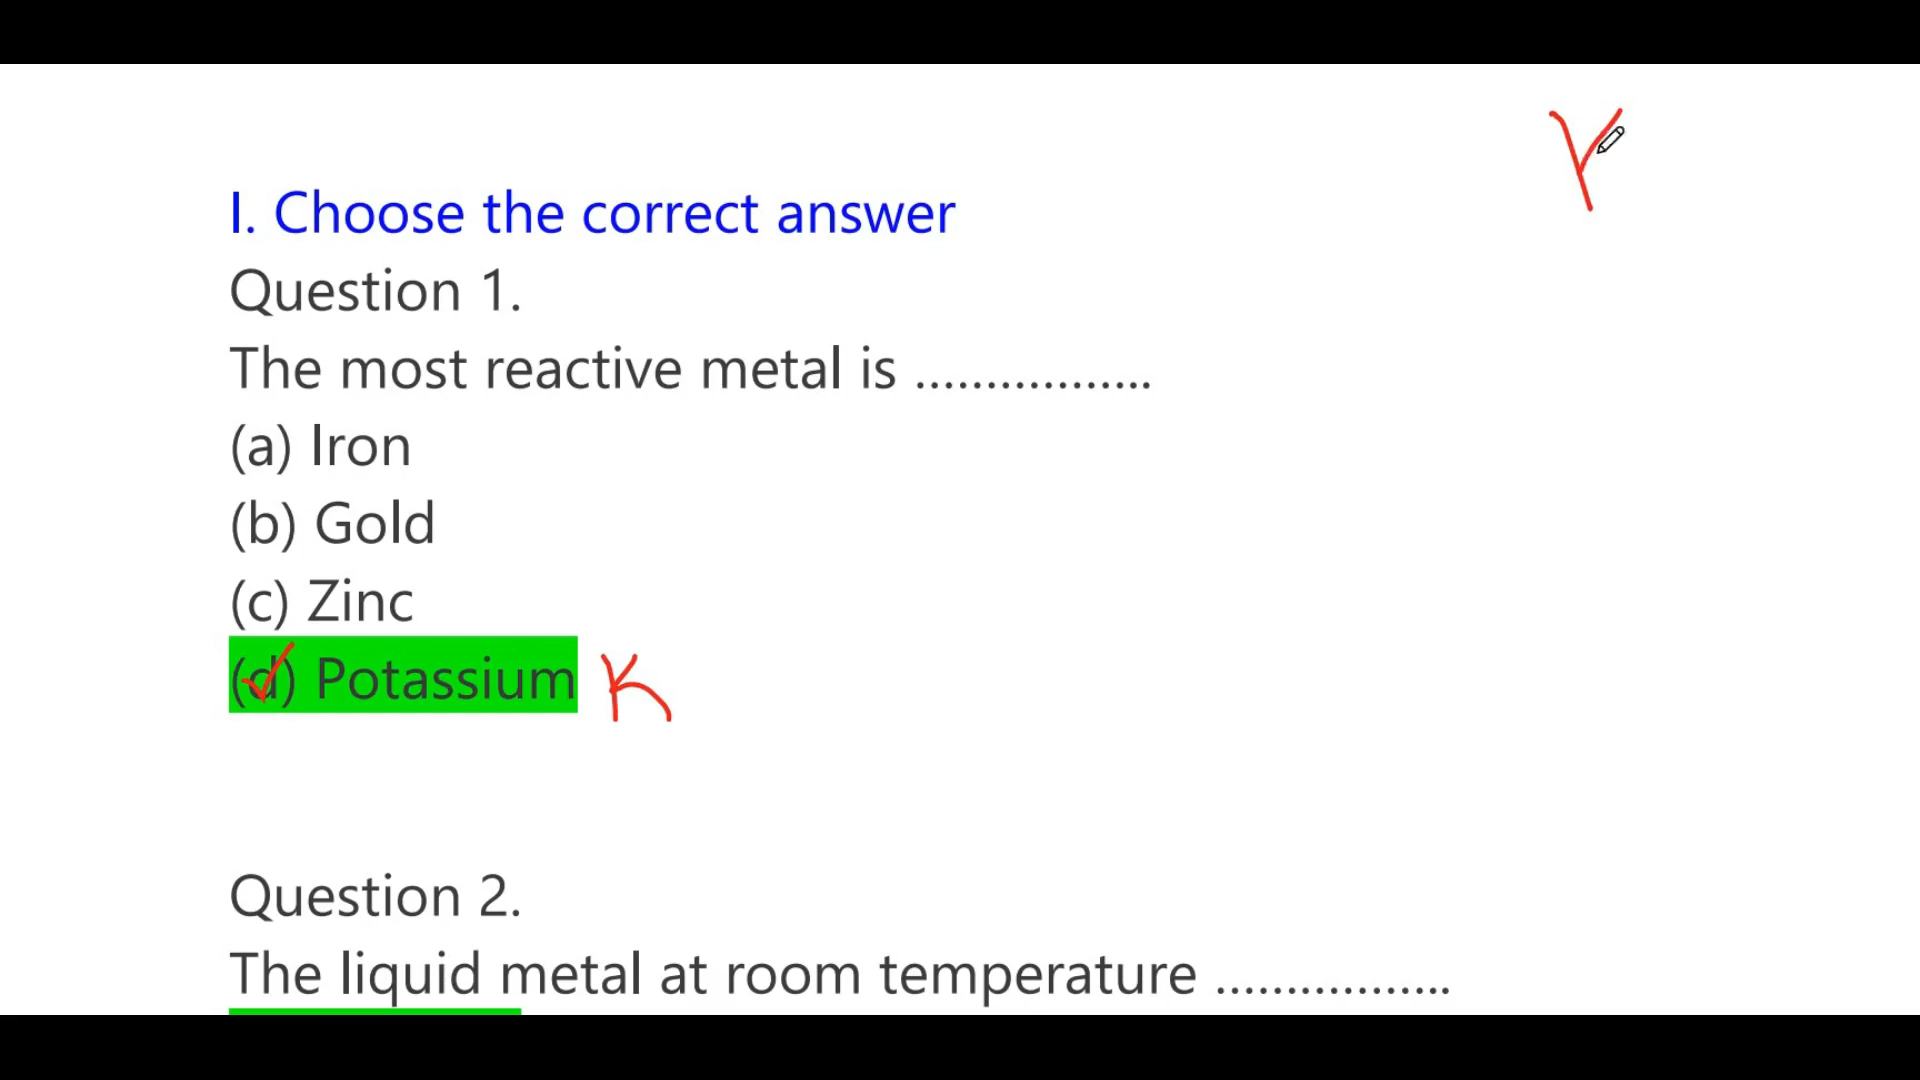 I. Choose the correct answer
Question 1.
The most reactive metal is .................
(a) Iron
(b) Gold
(c) Zinc
(d) Potassium K
Question 2.
The liquid metal at room temperature .................